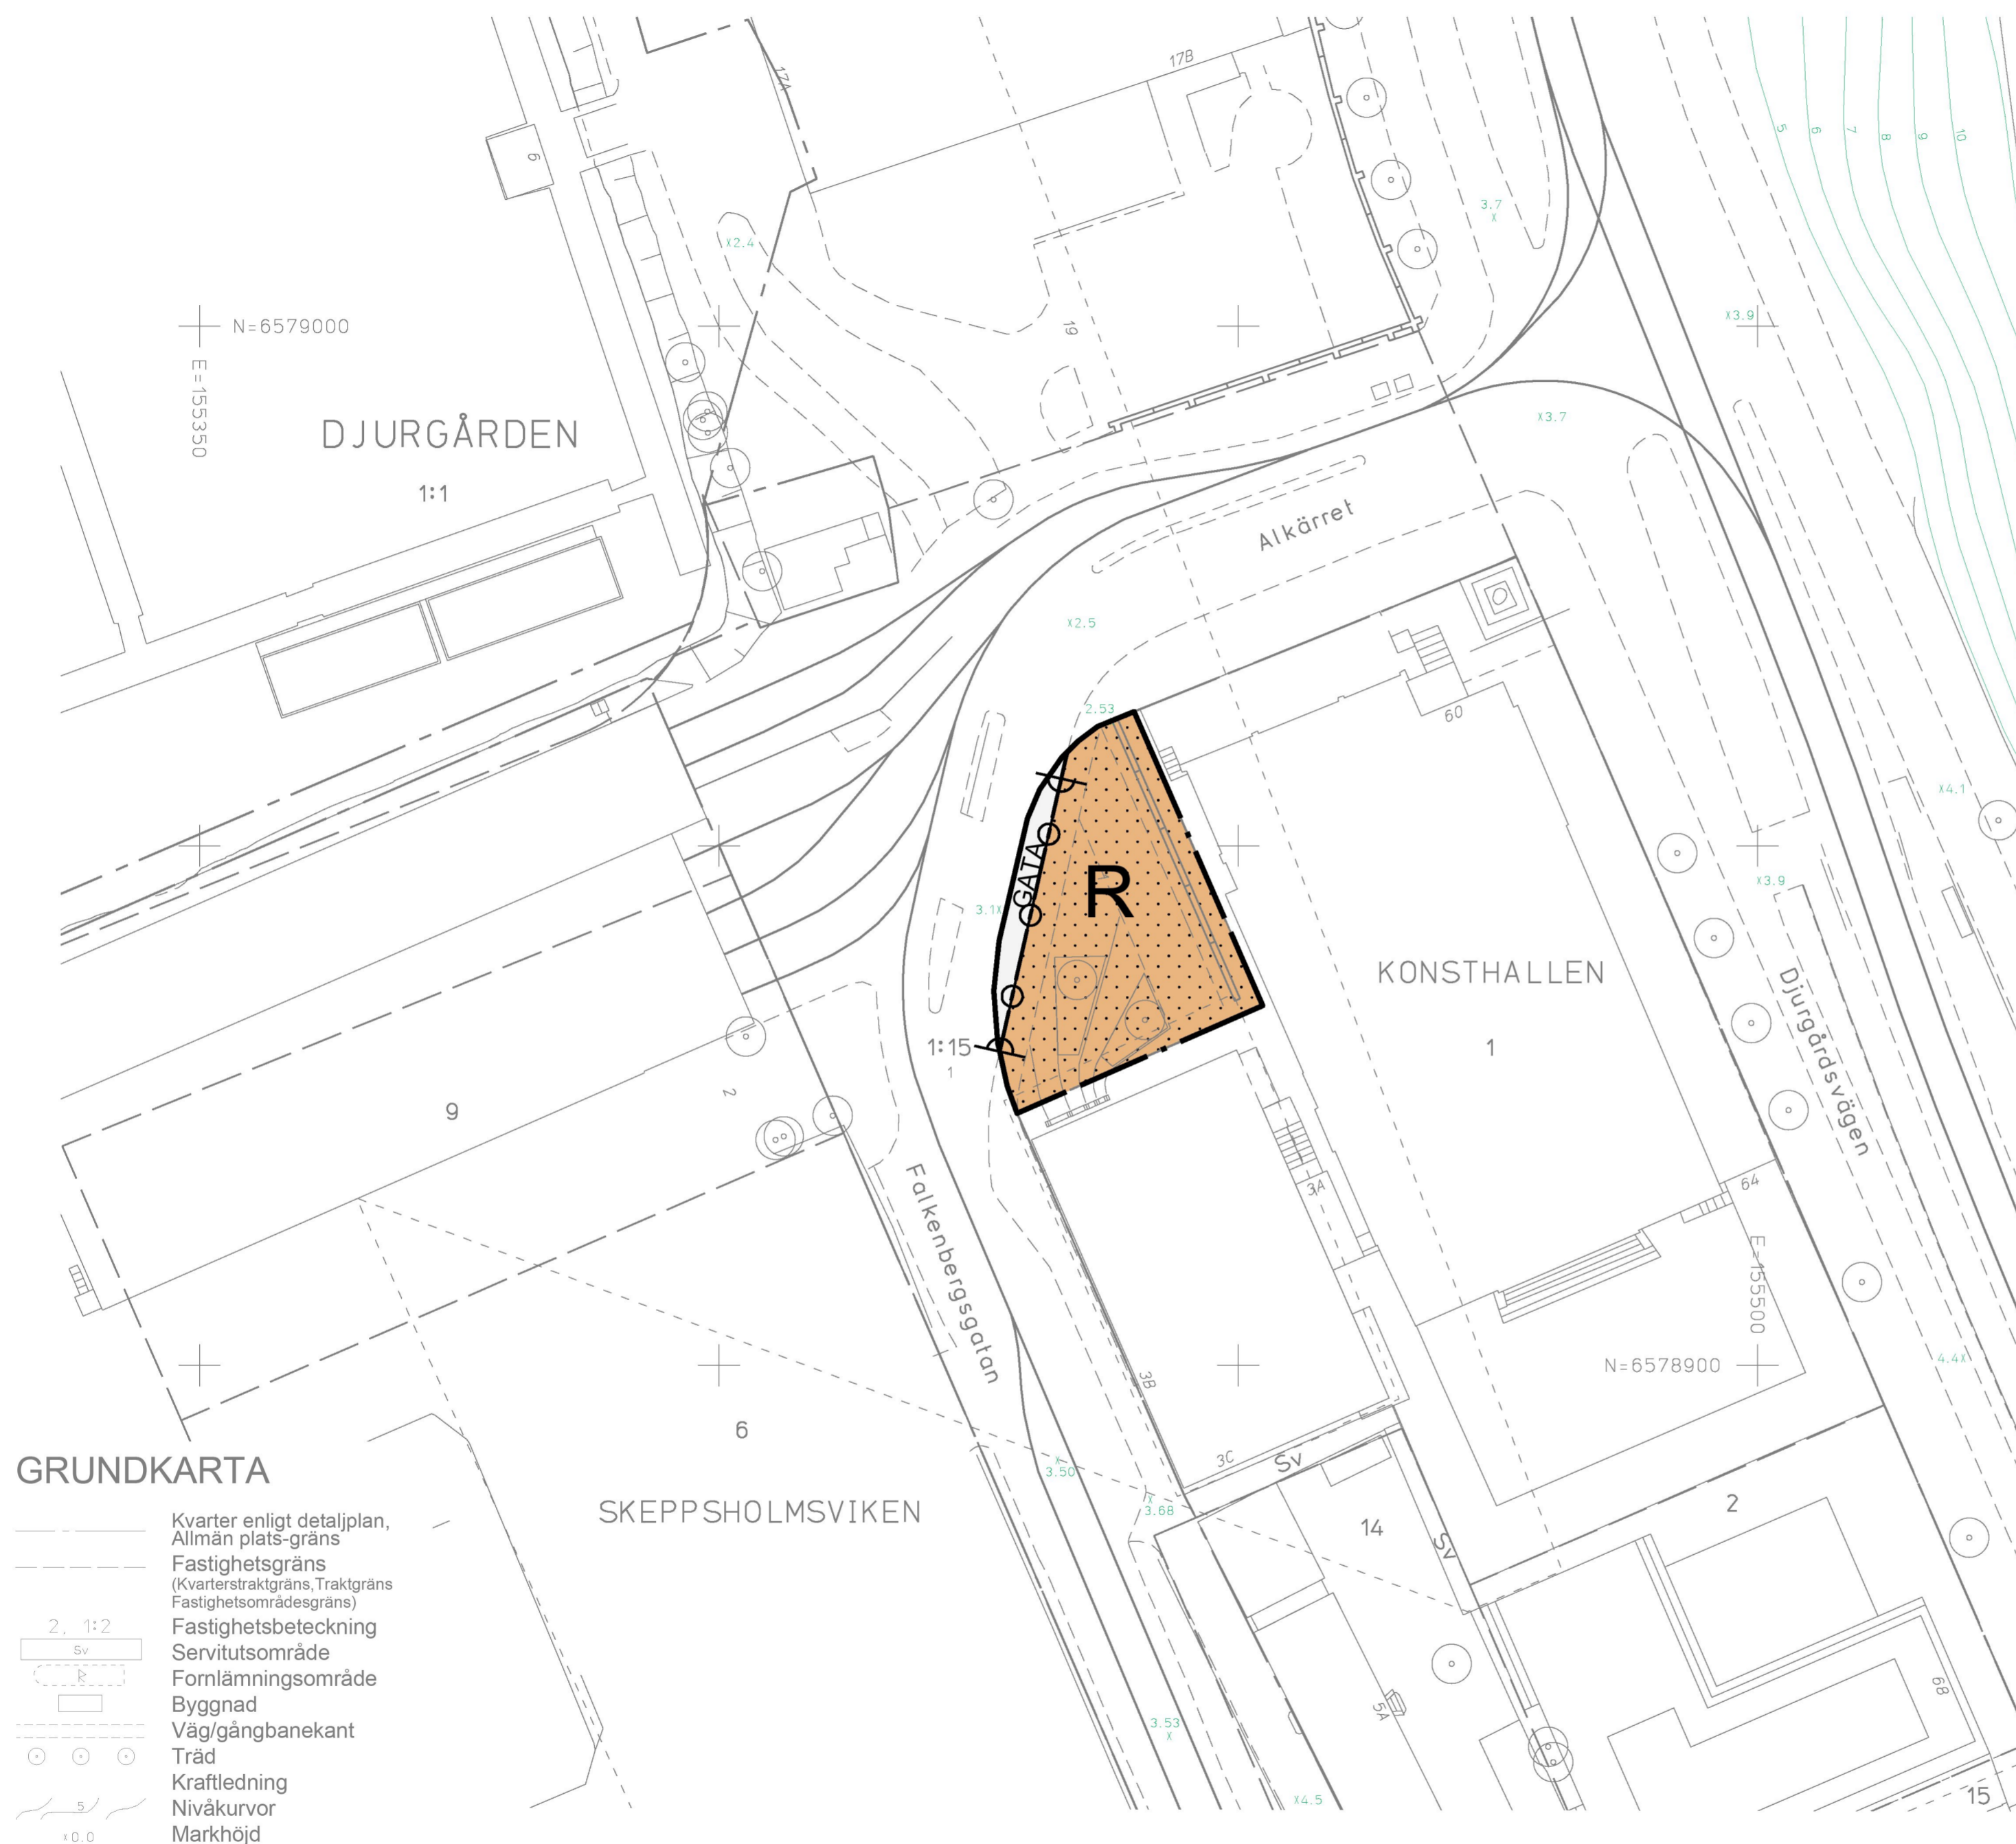 17A
17B
6
5
6
7
8
9
10
3.7
x
x2.4
N=6579000
E=155350
19
x3.9
DJURGÅRDEN
1:1
x3.7
Alkärret
x2.5
2.53
60
x4.1
GATA
R
3.1x
x3.9
KONSTHALLEN
1
1:15
1
Djurgårdsvägen
9
2
3A
64
Falkenbergsgatan
E=155500
N=6578900
4.4x
3B
6
3C
Sv
x
3.50
x
3.68
SKEPPSHOLMSVIKEN
14
Sv
2
5A
68
x4.5
3.53
x
15
GRUNDKARTA
Kvarter enligt detaljplan,
Allmän plats-gräns
Fastighetsgräns
(Kvarterstraktgräns,Traktgräns
Fastighetsområdesgräns)
2, 1:2 Fastighetsbeteckning
Sv Servitutsområde
R Fornlämningsområde
Byggnad
Väg/gångbanekant
Träd
Kraftledning
5 Nivåkurvor
x0.0 Markhöjd